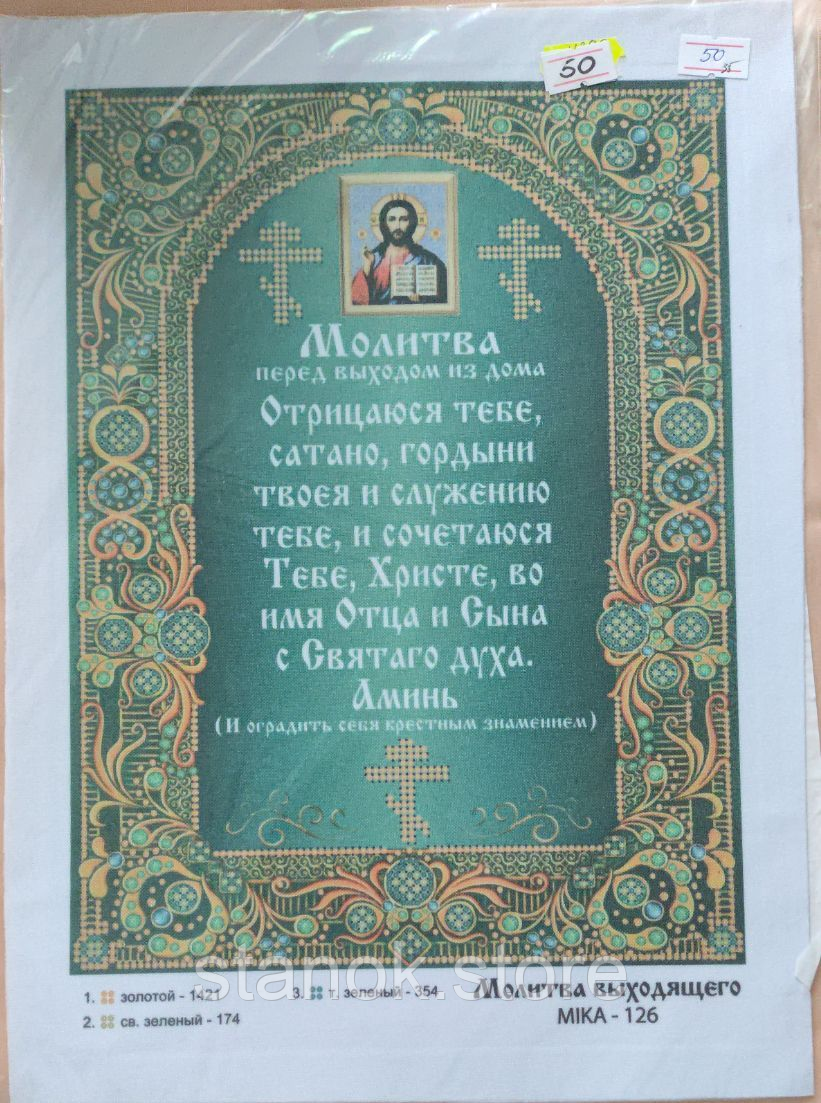 50
50
35
Молитва
перед выходом из дома
Отрицаюся тебе,
сатано, гордыни
твоея и служению
тебе, и сочетаюся
Тебе, Христе, во
имя Отца и Сына
с Святаго духа.
Аминь
(И оградить себя крестным знамением)
1. золотой - 1421
2. св. зеленый - 174
3. т. зеленый - 354
Молитва выходящего
МІКА - 126
stanok.store